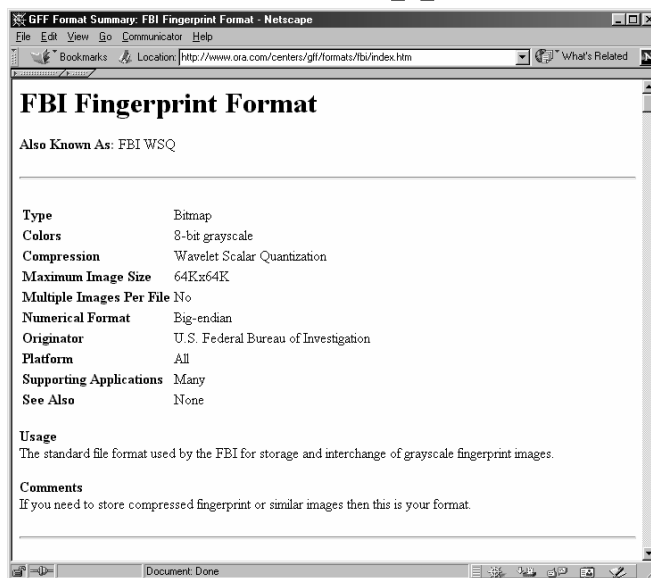 GFF Format Summary: FBI Fingerprint Format - Netscape
File Edit View Go Communicator Help
Bookmarks Location: http://www.ora.com/centers/gff/formats/fbi/index.htm What's Related N
FBI Fingerprint Format
Also Known As: FBI WSQ
Type Bitmap
Colors 8-bit grayscale
Compression Wavelet Scalar Quantization
Maximum Image Size 64Kx64K
Multiple Images Per File No
Numerical Format Big-endian
Originator U.S. Federal Bureau of Investigation
Platform All
Supporting Applications Many
See Also None
Usage
The standard file format used by the FBI for storage and interchange of grayscale fingerprint images.
Comments
If you need to store compressed fingerprint or similar images then this is your format.
Document: Done